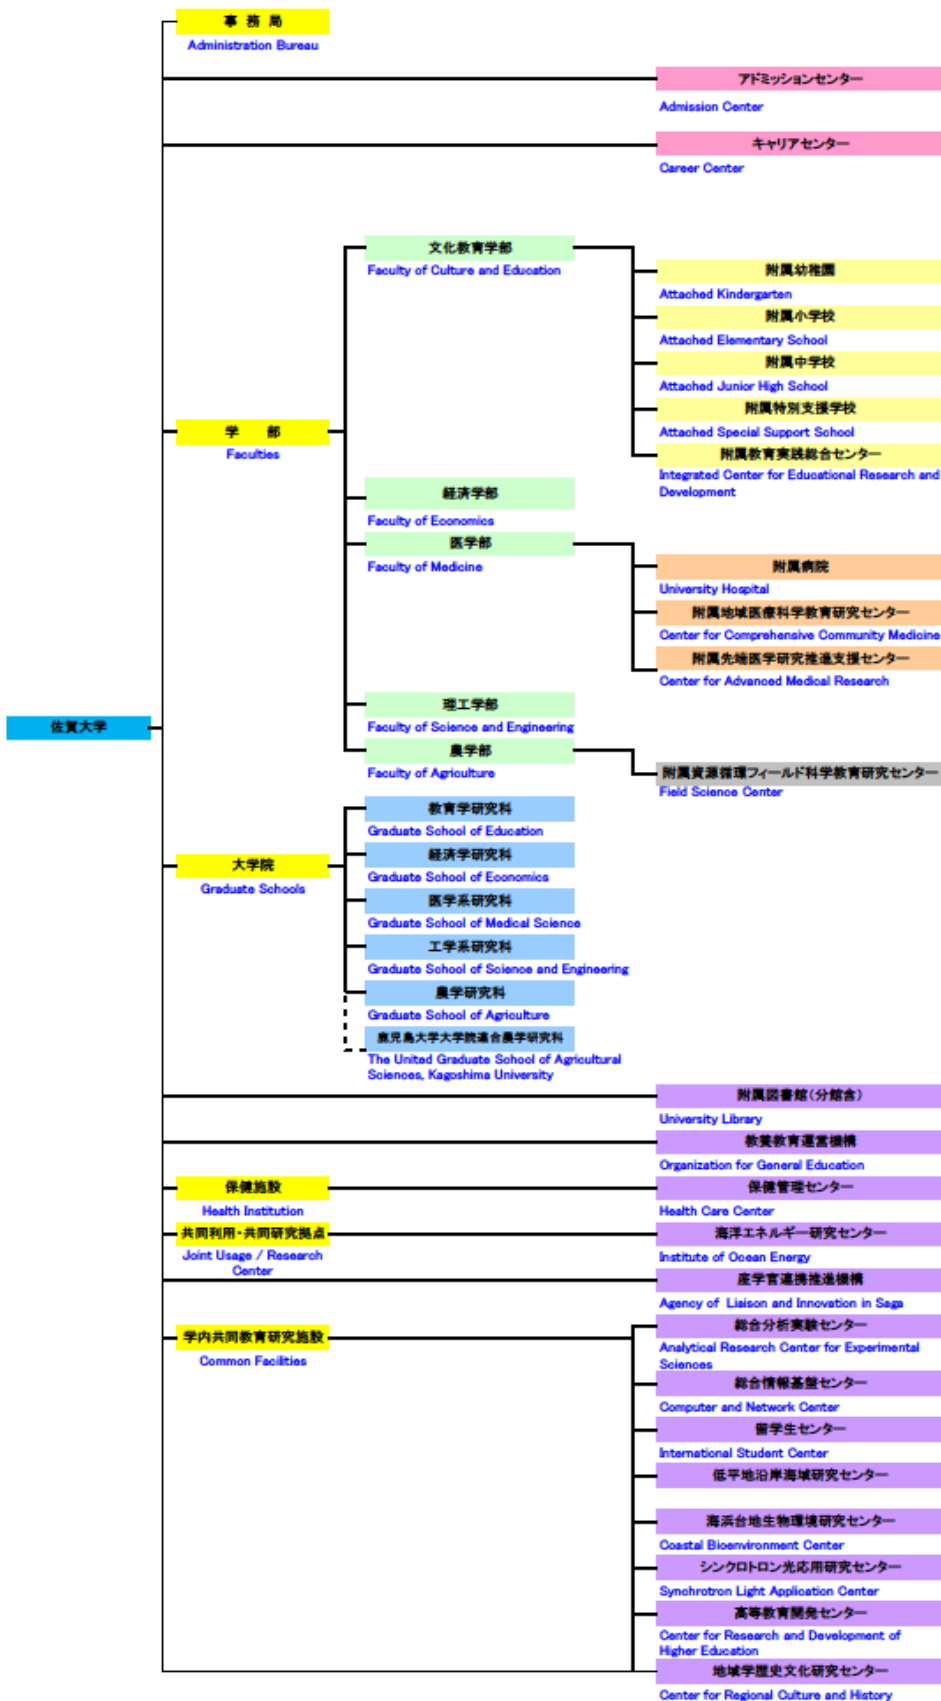 事 務 局
Administration Bureau
アドミッションセンター
Admission Center
キャリアセンター
Career Center
文化教育学部
Faculty of Culture and Education
附属幼稚園
Attached Kindergarten
附属小学校
Attached Elementary School
附属中学校
Attached Junior High School
附属特別支援学校
Attached Special Support School
附属教育実践総合センター
Integrated Center for Educational Research and
Development
学 部
Faculties
経済学部
Faculty of Economics
医学部
Faculty of Medicine
附属病院
University Hospital
附属地域医療科学教育研究センター
Center for Comprehensive Community Medicine
附属先端医学研究推進支援センター
Center for Advanced Medical Research
理工学部
Faculty of Science and Engineering
佐賀大学
農学部
Faculty of Agriculture
附属資源循環フィールド科学教育研究センター
Field Science Center
教育学研究科
Graduate School of Education
大学院
Graduate Schools
経済学研究科
Graduate School of Economics
医学系研究科
Graduate School of Medical Science
工学系研究科
Graduate School of Science and Engineering
農学研究科
Graduate School of Agriculture
鹿児島大学大学院連合農学研究科
The United Graduate School of Agricultural
Sciences, Kagoshima University
附属図書館(分館含)
University Library
教養教育運営機構
Organization for General Education
保健施設
Health Institution
保健管理センター
Health Care Center
共同利用・共同研究拠点
Joint Usage / Research
Center
海洋エネルギー研究センター
Institute of Ocean Energy
産学官連携推進機構
Agency of Liaison and Innovation in Saga
学内共同教育研究施設
Common Facilities
総合分析実験センター
Analytical Research Center for Experimental
Sciences
総合情報基盤センター
Computer and Network Center
留学生センター
International Student Center
低平地沿岸海域研究センター
海浜台地生物環境研究センター
Coastal Bioenvironment Center
シンクロトロン光応用研究センター
Synchrotron Light Application Center
高等教育開発センター
Center for Research and Development of
Higher Education
地域学歴史文化研究センター
Center for Regional Culture and History